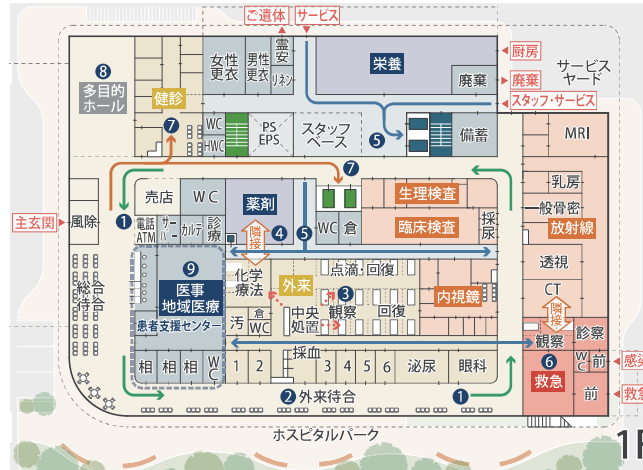 ご遺体
サービス
霊安
女性更衣
男性更衣
リネン
栄養
厨房
廃棄
廃棄
サービスヤード
スタッフ・サービス
⑧
多目的ホール
健診
⑦
WC
HWC
PS
EPS
スタッフベース
⑤
備蓄
MRI
⑦
売店
WC
薬剤
生理検査
乳房
一般骨密
放射線
主玄関
風除
①
電話
ATM
サーバー
カルテ
診療
④
⑤
WC
倉
臨床検査
採尿
透視
CT
隣接
⑨
医事
地域医療
化学療法
外来
点滴・回復
③
観察
回復
内視鏡
隣接
総合待合
患者支援センター
汚
倉
WC
中央処置
観察
診察
⑥
救急
WC
前
感染
相
相
相
WC
1
2
採血
3
4
5
6
泌尿
眼科
前
救急
②外来待合
①
ホスピタルパーク
1F